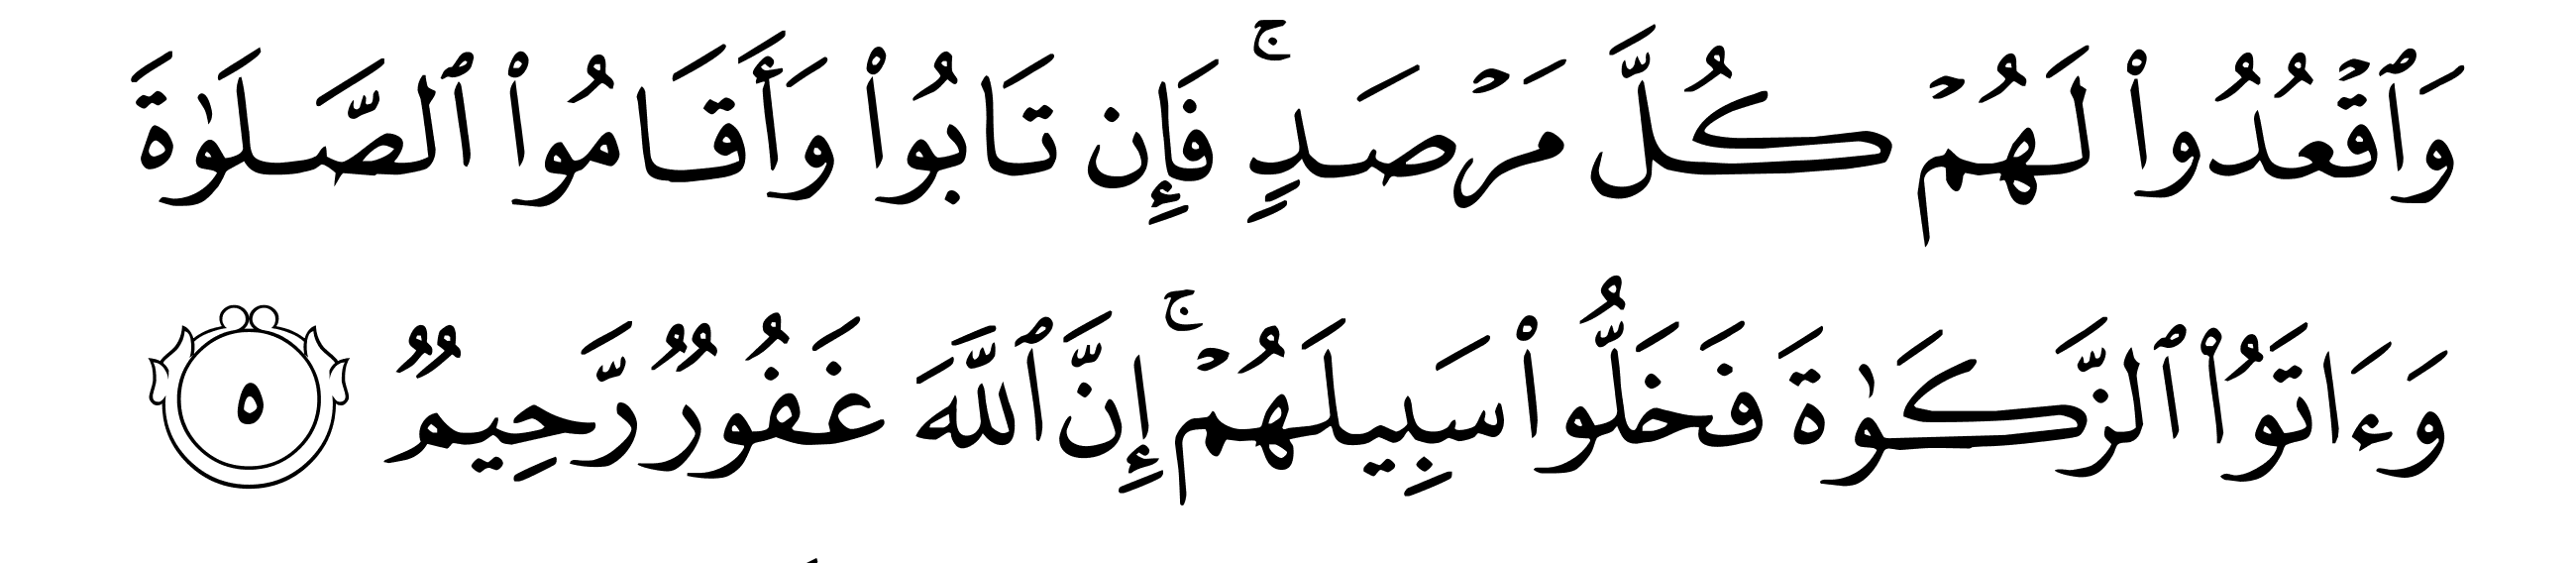 وَٱقۡعُدُواْ لَهُمۡ كُلَّ مَرۡصَدٖۚ فَإِن تَابُواْ وَأَقَامُواْ ٱلصَّلَوٰةَ
وَءَاتَوُاْ ٱلزَّكَوٰةَ فَخَلُّواْ سَبِيلَهُمۡۚ إِنَّ ٱللَّهَ غَفُورٞ رَّحِيمٞ ٥